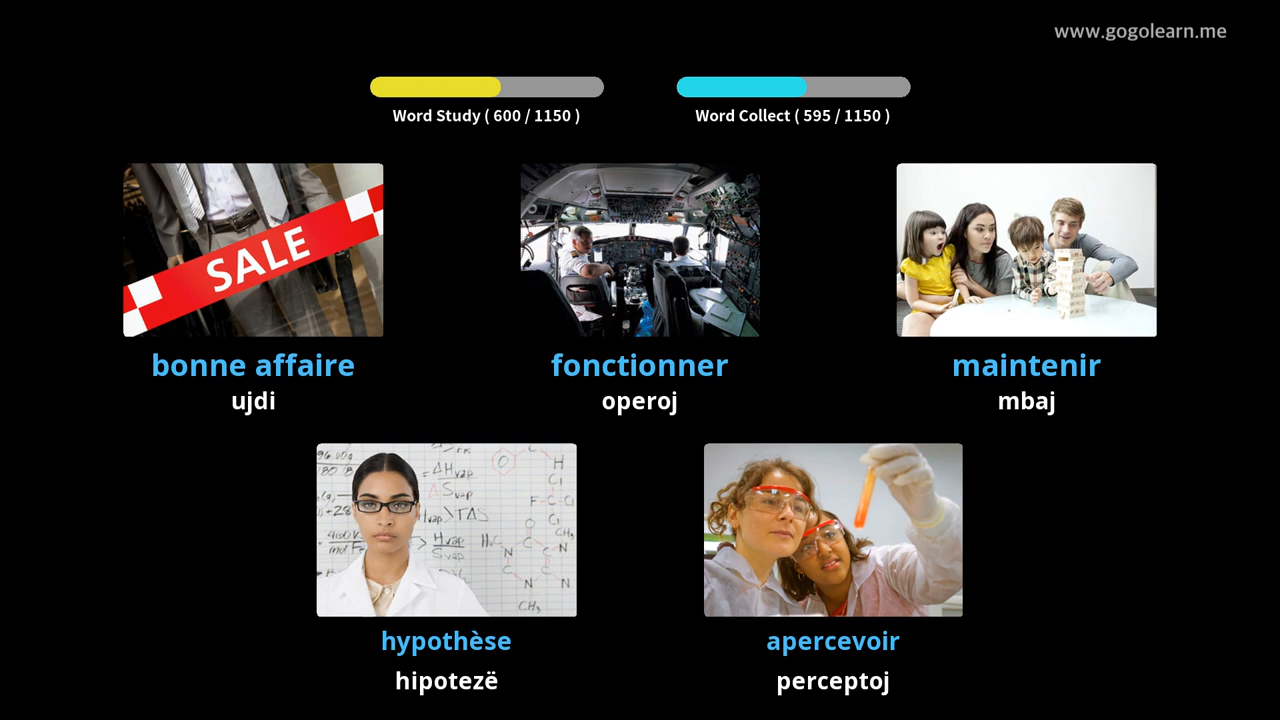 www.gogolearn.me
Word Study ( 600 / 1150 )
Word Collect ( 595 / 1150 )
SALE
bonne affaire
ujdi
fonctionner
operoj
maintenir
mbaj
hypothèse
hipotezë
apercevoir
perceptoj